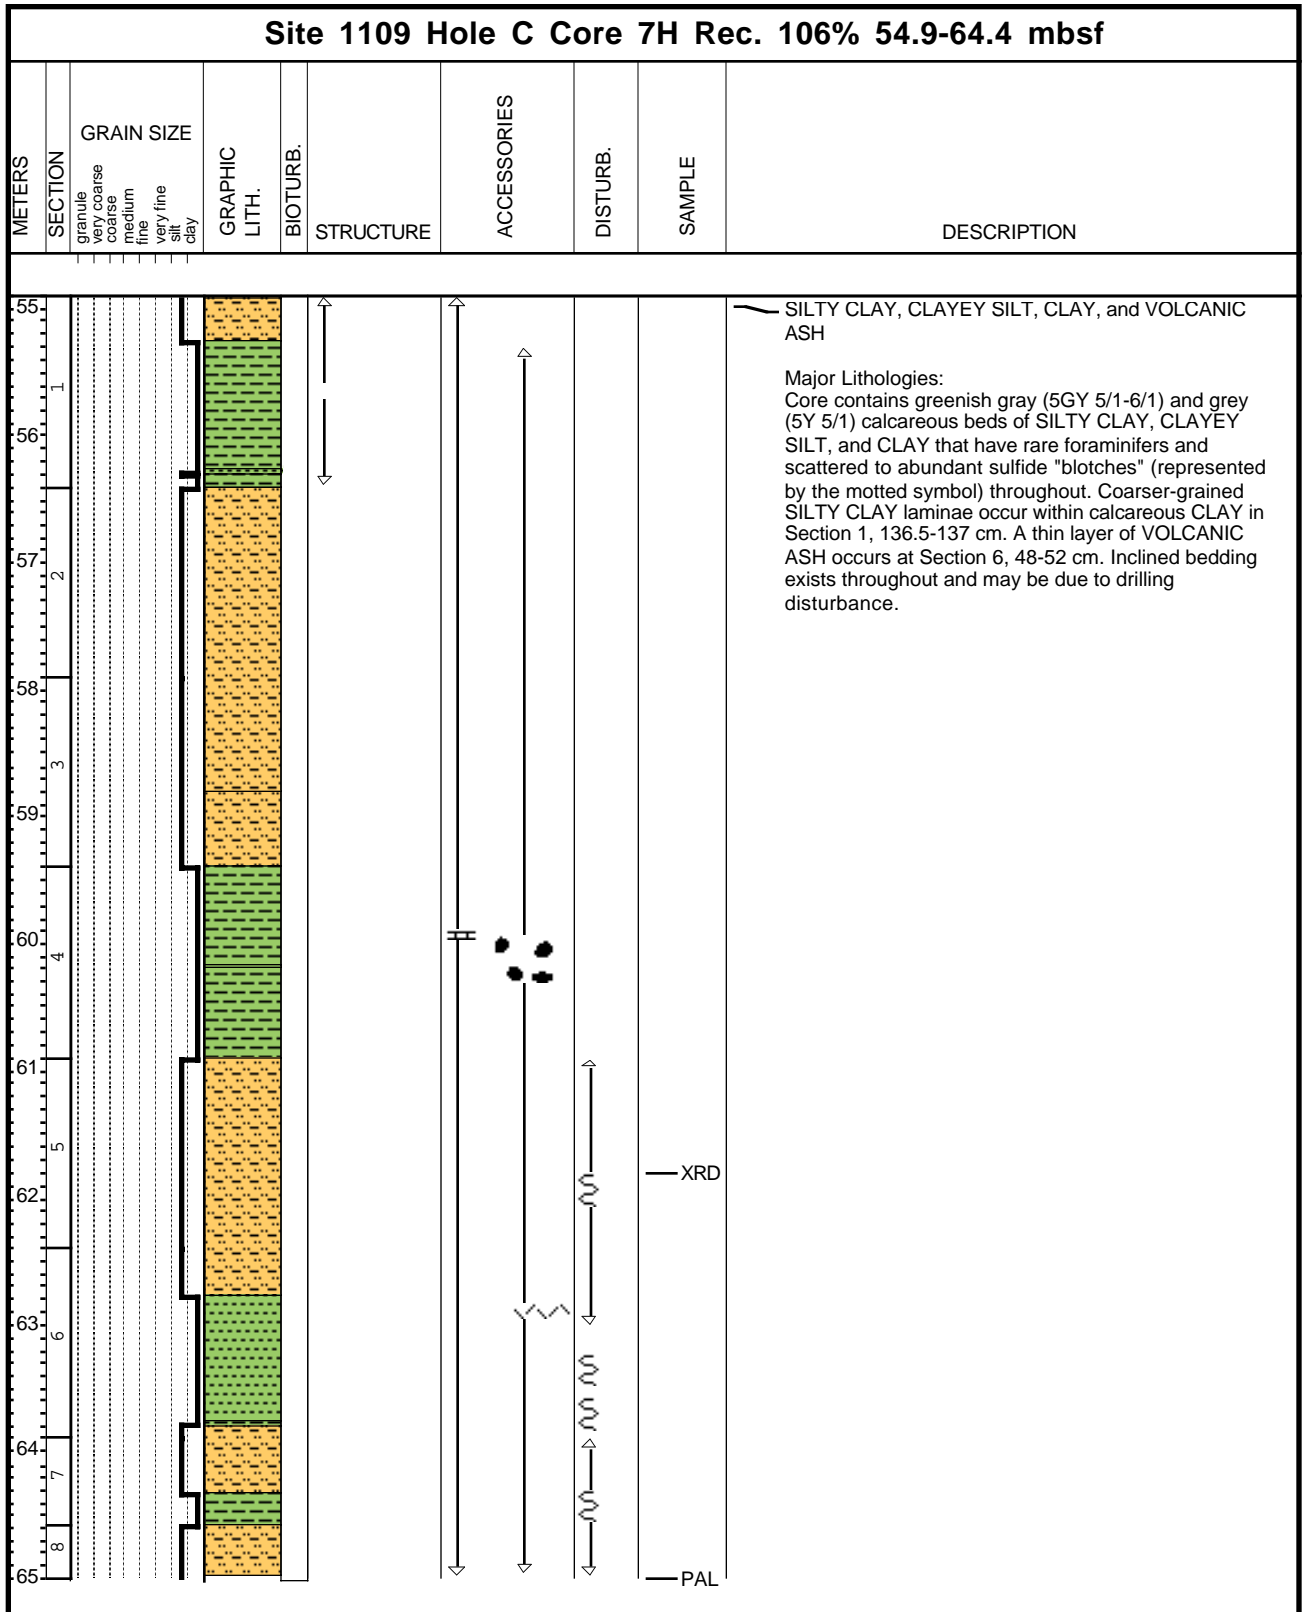 Site 1109 Hole C Core 7H Rec. 106% 54.9-64.4 mbsf
METERS
SECTION
GRAIN SIZE
granule
very coarse
coarse
medium
fine
very fine
silt
clay
GRAPHIC
LITH.
BIOTURB.
STRUCTURE
ACCESSORIES
DISTURB.
SAMPLE
DESCRIPTION
55
1
56
57
2
58
3
59
60
4
61
5
62
63
6
64
7
8
65
XRD
PAL
SILTY CLAY, CLAYEY SILT, CLAY, and VOLCANIC
ASH
Major Lithologies:
Core contains greenish gray (5GY 5/1-6/1) and grey
(5Y 5/1) calcareous beds of SILTY CLAY, CLAYEY
SILT, and CLAY that have rare foraminifers and
scattered to abundant sulfide "blotches" (represented
by the motted symbol) throughout. Coarser-grained
SILTY CLAY laminae occur within calcareous CLAY in
Section 1, 136.5-137 cm. A thin layer of VOLCANIC
ASH occurs at Section 6, 48-52 cm. Inclined bedding
exists throughout and may be due to drilling
disturbance.